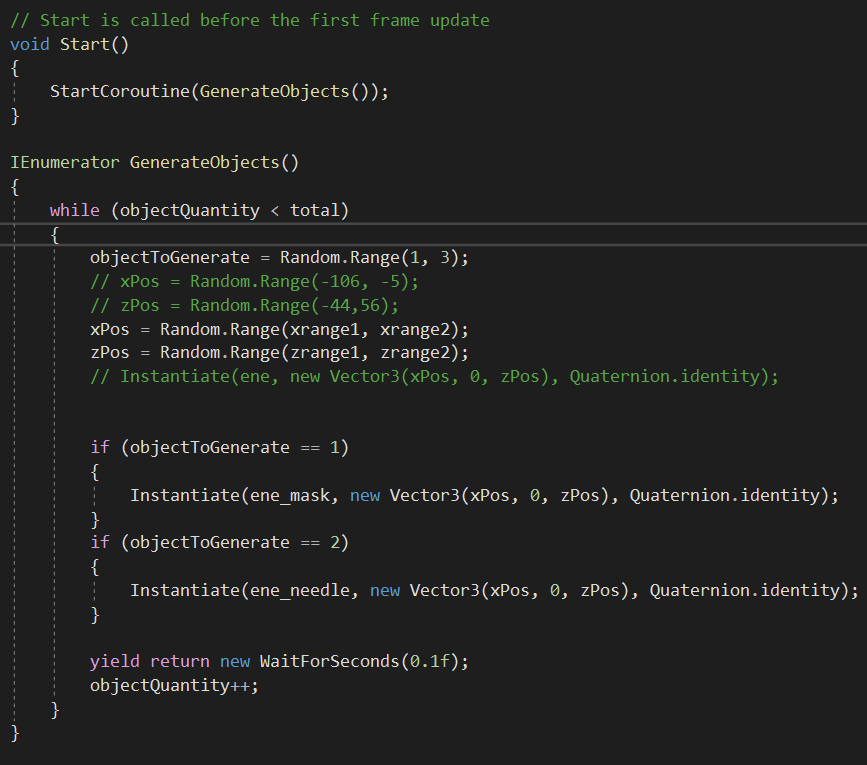 // Start is called before the first frame update
void Start()
{
    StartCoroutine(GenerateObjects());
}

IEnumerator GenerateObjects()
{
    while (objectQuantity < total)
    {
        objectToGenerate = Random.Range(1, 3);
        // xPos = Random.Range(-106, -5);
        // zPos = Random.Range(-44,56);
        xPos = Random.Range(xrange1, xrange2);
        zPos = Random.Range(zrange1, zrange2);
        // Instantiate(ene, new Vector3(xPos, 0, zPos), Quaternion.identity);


        if (objectToGenerate == 1)
        {
            Instantiate(ene_mask, new Vector3(xPos, 0, zPos), Quaternion.identity);
        }
        if (objectToGenerate == 2)
        {
            Instantiate(ene_needle, new Vector3(xPos, 0, zPos), Quaternion.identity);
        }

        yield return new WaitForSeconds(0.1f);
        objectQuantity++;
    }
}